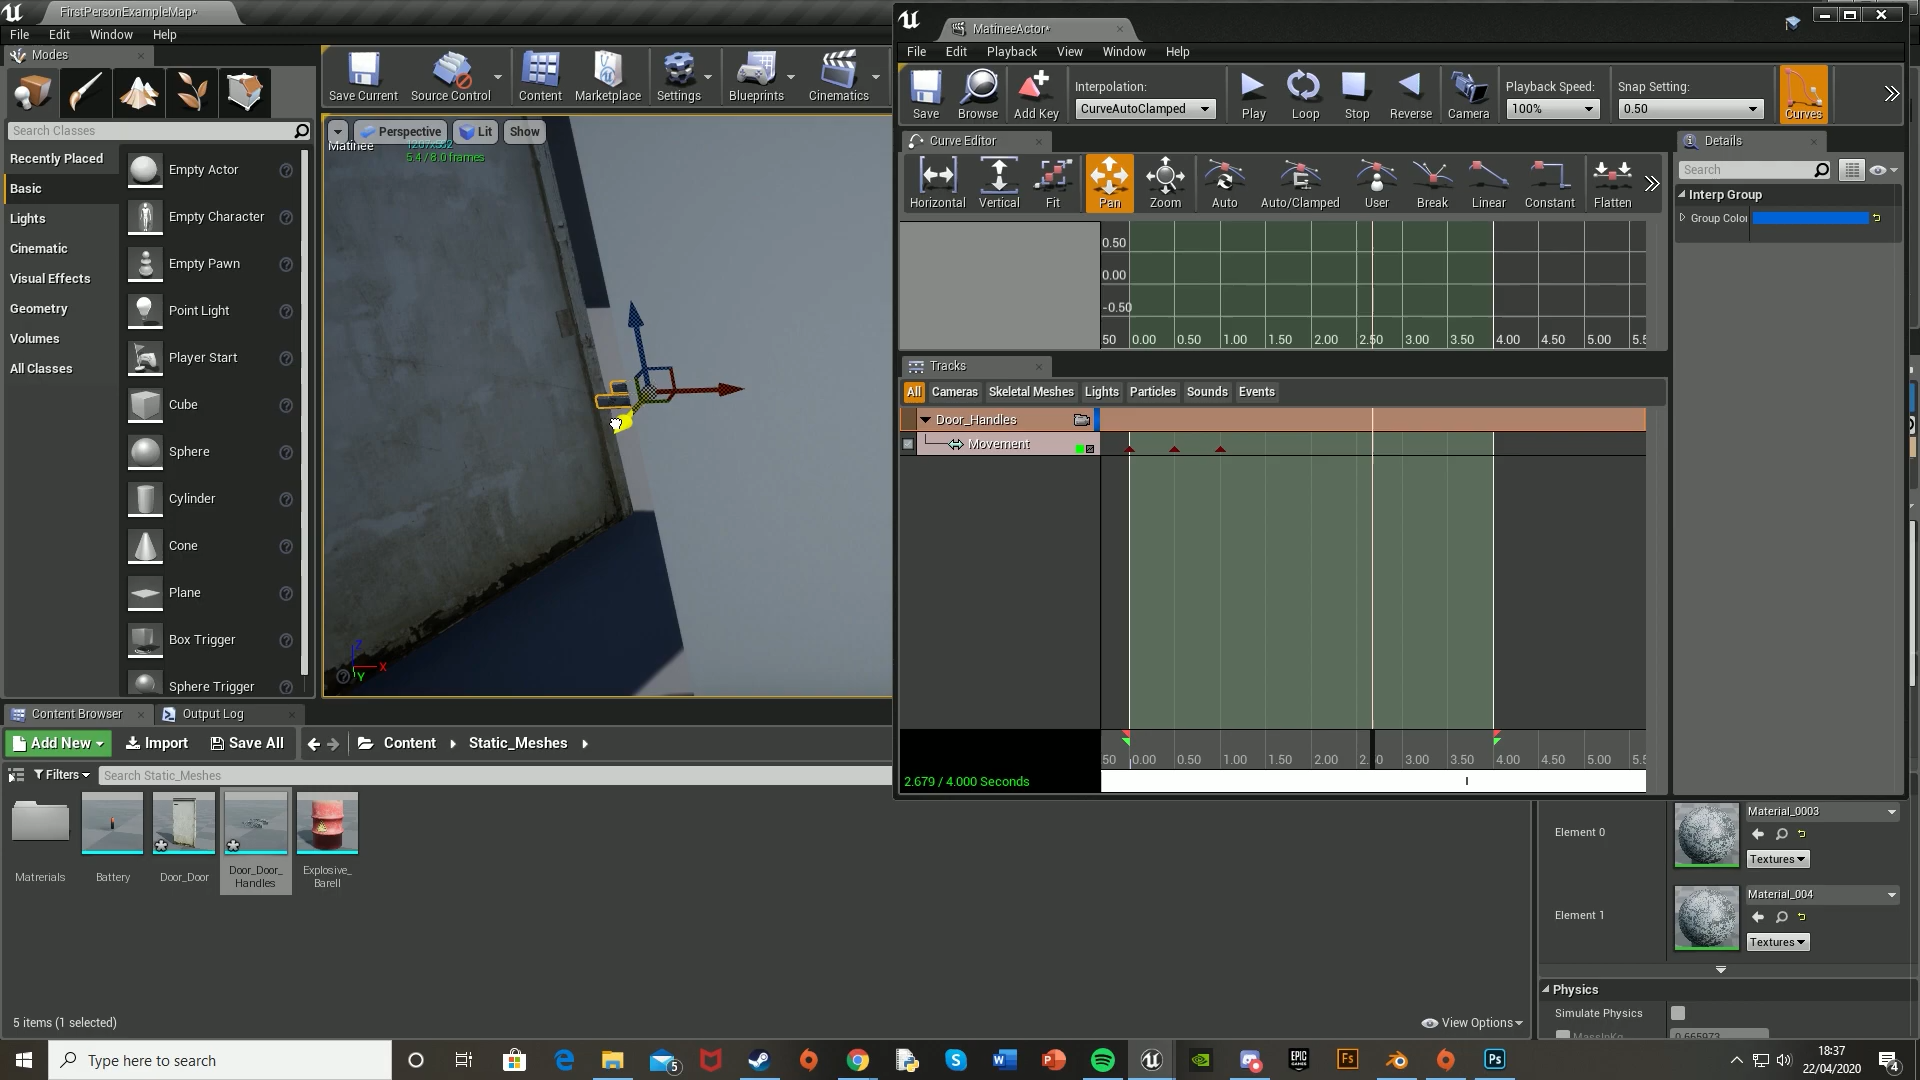 FirstPersonExampleMap*
File Edit Window Help
Modes
Search Classes
Recently Placed
Basic
Lights
Cinematic
Visual Effects
Geometry
Volumes
All Classes
Empty Actor
Empty Character
Empty Pawn
Point Light
Player Start
Cube
Sphere
Cylinder
Cone
Plane
Box Trigger
Sphere Trigger
Save Current Source Control Content Marketplace Settings Blueprints Cinematics
Perspective Lit Show
Matinee
5.4 / 8.0 frames
Z
X
Y
MatineeActor*
File Edit Playback View Window Help
Save Browse Add Key
Interpolation:
CurveAutoClamped
Play Loop Stop Reverse Camera
Playback Speed:
100%
Snap Setting:
0.50
Curves
Curve Editor
Horizontal Vertical Fit Pan Zoom Auto Auto/Clamped User Break Linear Constant Flatten
0.50
0.00
-0.50
50 0.00 0.50 1.00 1.50 2.00 2.50 3.00 3.50 4.00 4.50 5.00 5.5
Tracks
All Cameras Skeletal Meshes Lights Particles Sounds Events
Door_Handles
Movement
50 0.00 0.50 1.00 1.50 2.00 3.00 3.50 4.00 4.50 5.00 5.5
2.679 / 4.000 Seconds
Details
Search
Interp Group
Group Colo
Content Browser Output Log
Add New Import Save All Content Static_Meshes
Filters Search Static_Meshes
Matrerials
Battery
Door_Door
Door_Door_
Handles
Explosive_
Barell
5 items (1 selected)
View Options
Element 0
Material_0003
Textures
Element 1
Material_004
Textures
Physics
Simulate Physics
MassInKg
0.665973
Type here to search
5
Fs
Ps
18:37
22/04/2020
4